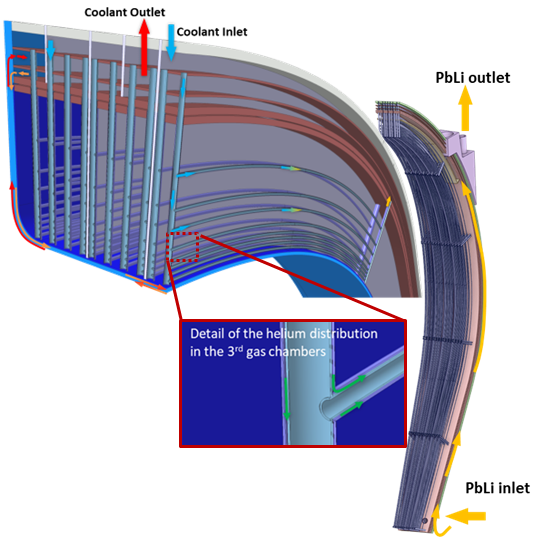 Coolant Outlet
Coolant Inlet
PbLi outlet
Detail of the helium distribution
in the 3rd gas chambers
PbLi inlet